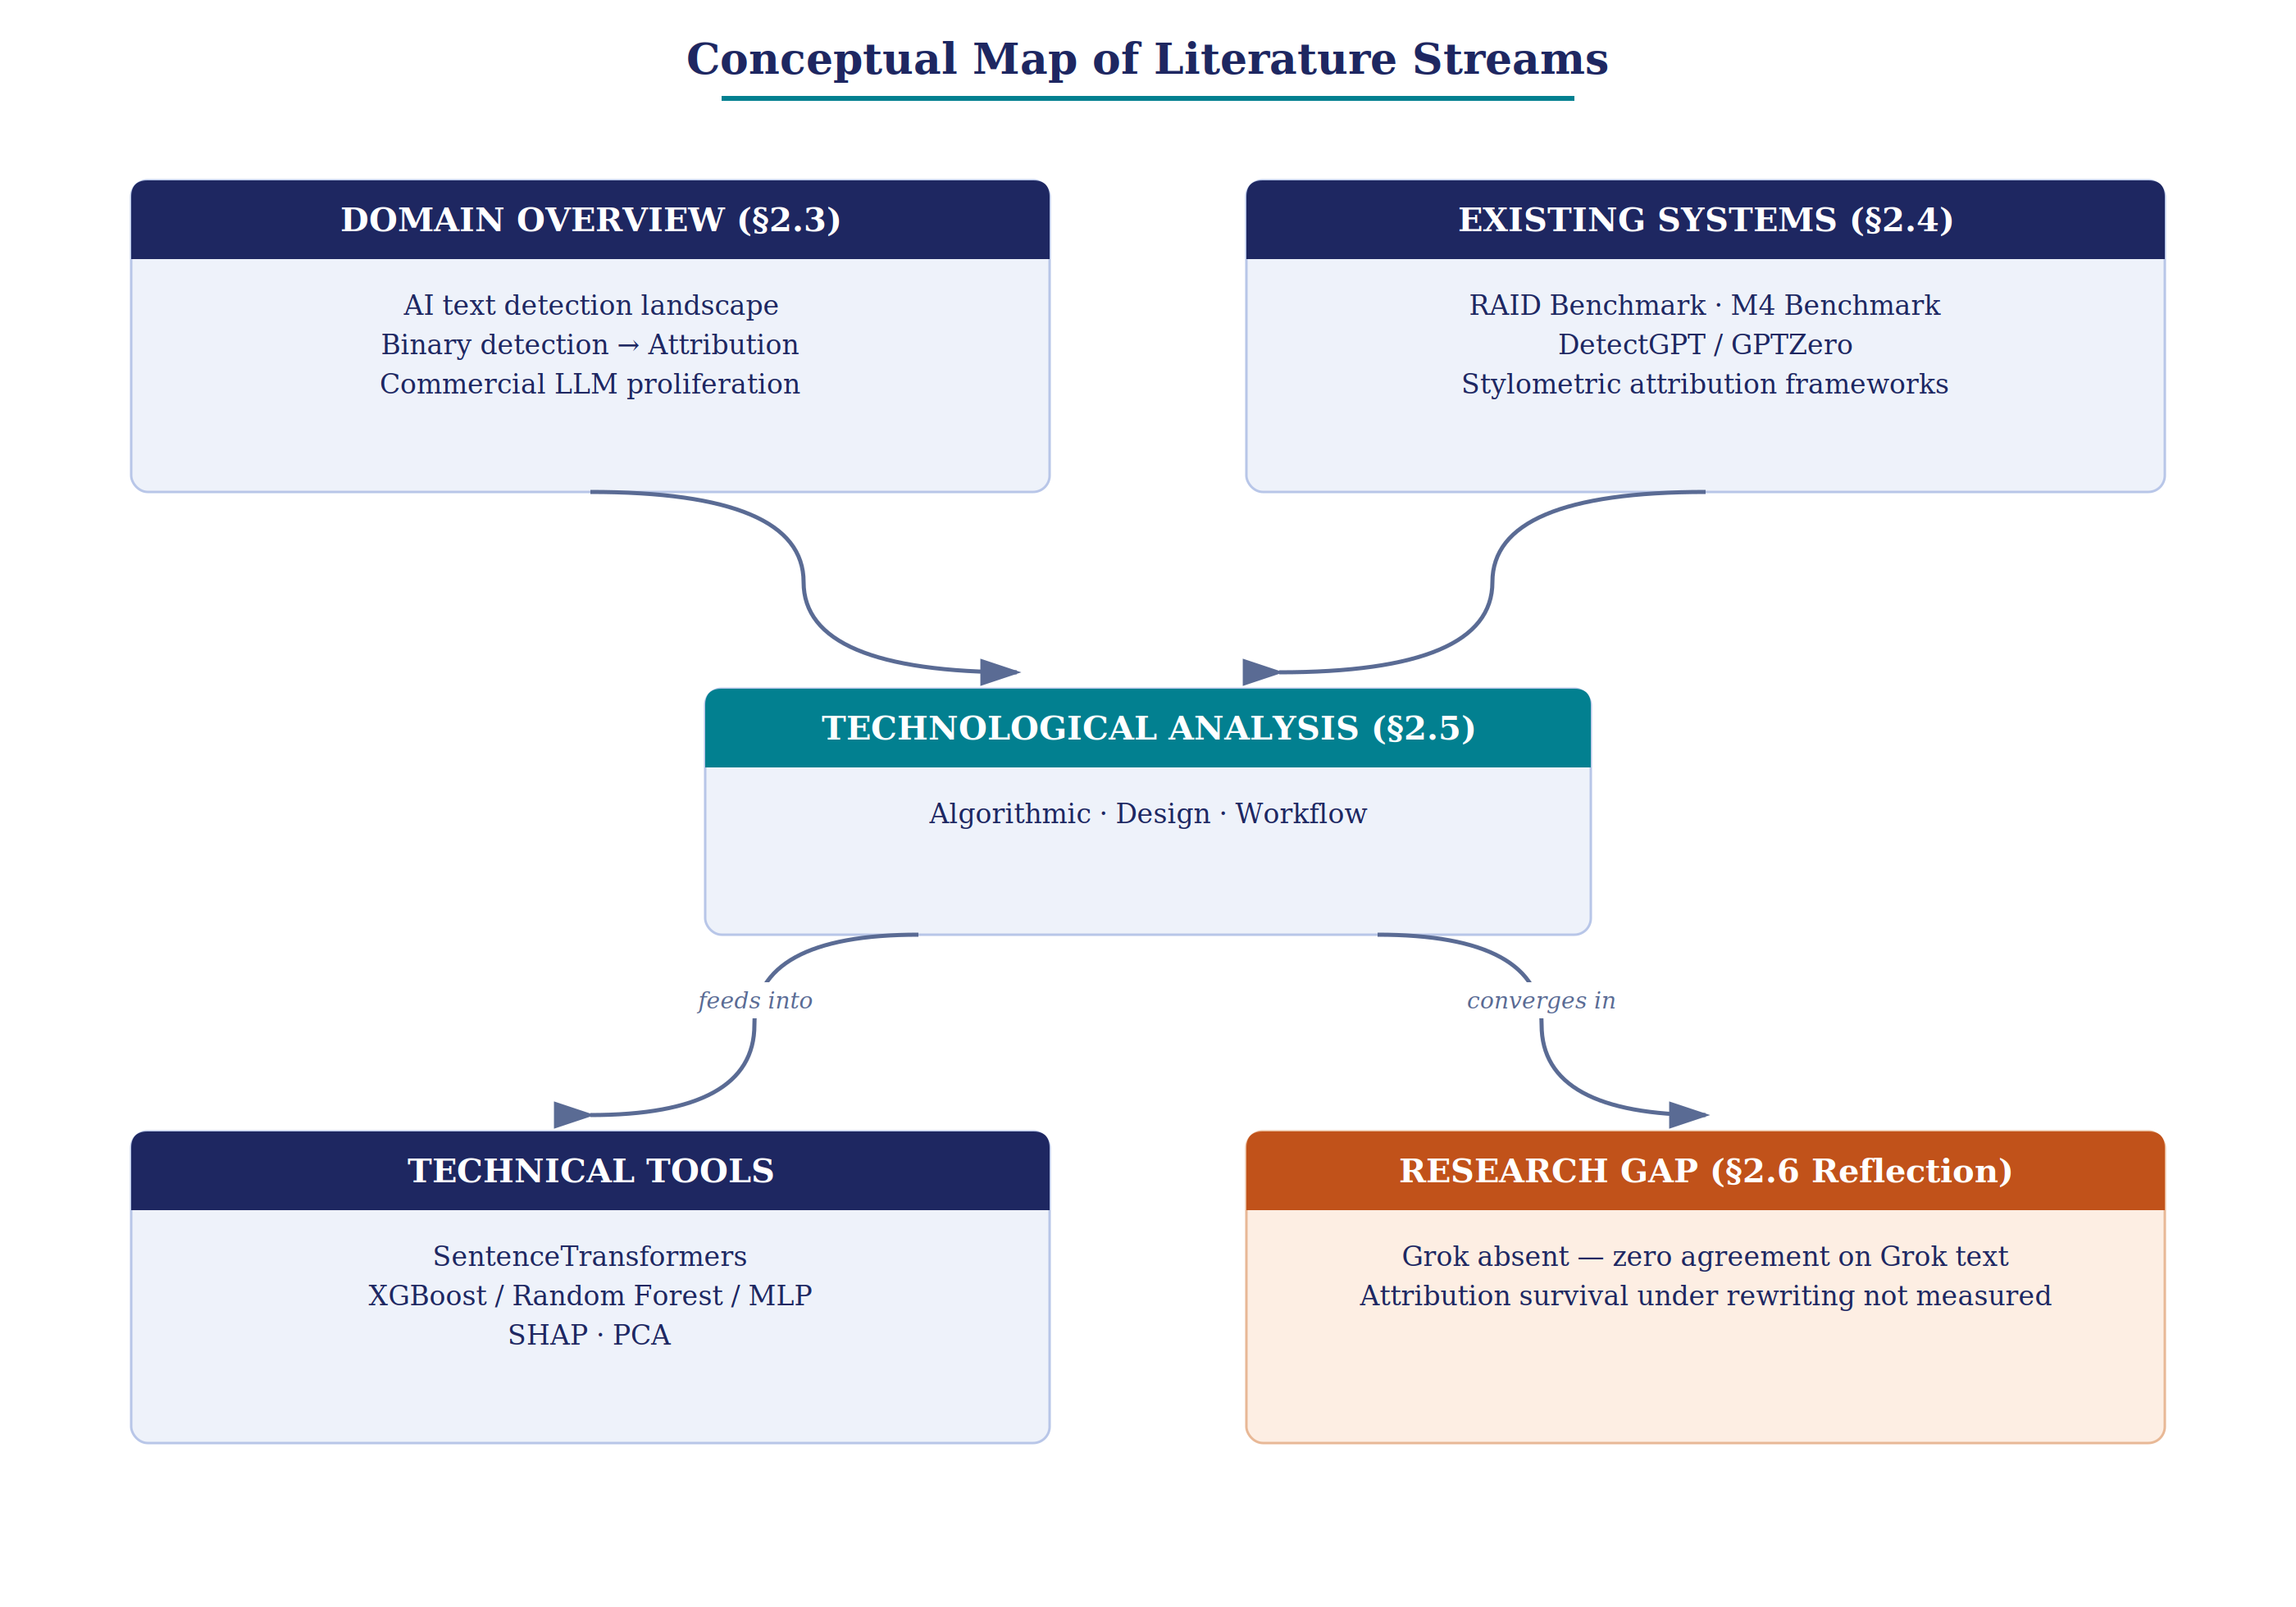 Conceptual Map of Literature Streams
DOMAIN OVERVIEW (§2.3)
AI text detection landscape
Binary detection → Attribution
Commercial LLM proliferation
EXISTING SYSTEMS (§2.4)
RAID Benchmark · M4 Benchmark
DetectGPT / GPTZero
Stylometric attribution frameworks
TECHNOLOGICAL ANALYSIS (§2.5)
Algorithmic · Design · Workflow
feeds into
converges in
TECHNICAL TOOLS
SentenceTransformers
XGBoost / Random Forest / MLP
SHAP · PCA
RESEARCH GAP (§2.6 Reflection)
Grok absent — zero agreement on Grok text
Attribution survival under rewriting not measured